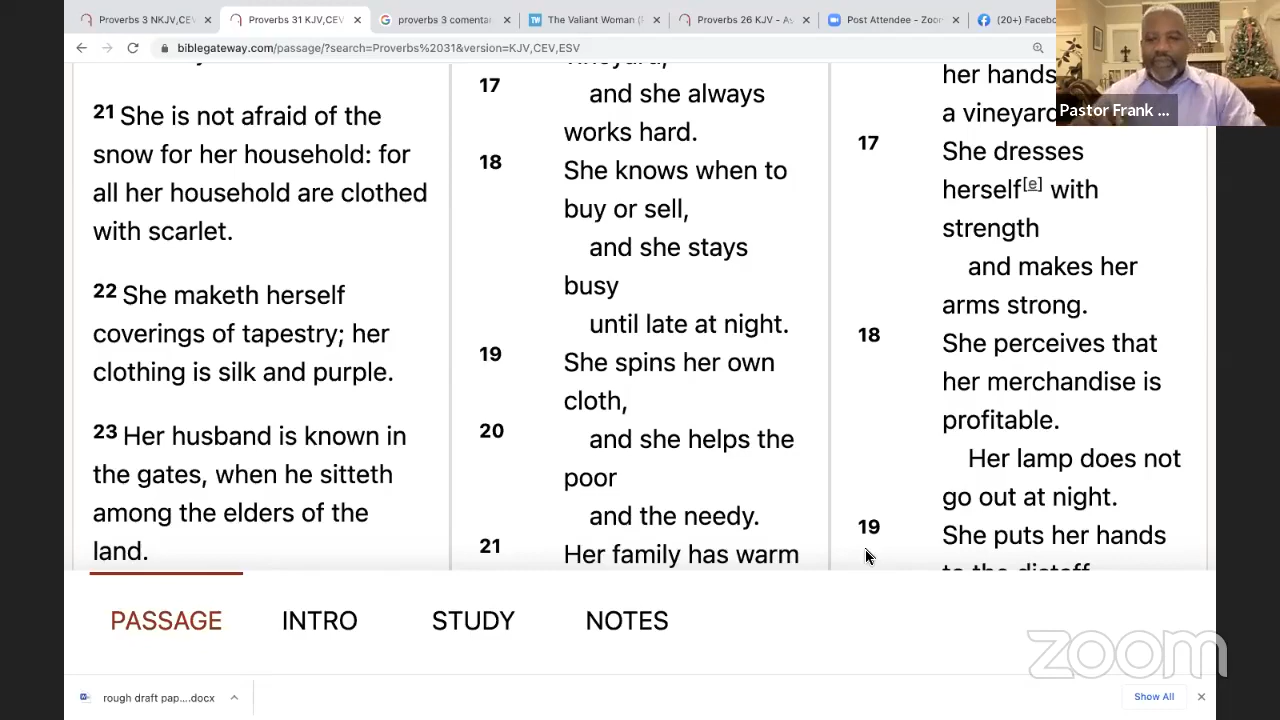 Proverbs 3 NKJV,CEV
Proverbs 31 KJV,CEV
proverbs 3 comentar
TW The Valiant Woman (
Proverbs 26 KJV - A
Post Attendee - Zoo
(20+) Facebo
biblegateway.com/passage/?search=Proverbs%2031&version=KJV,CEV,ESV
21 She is not afraid of the
snow for her household: for
all her household are clothed
with scarlet.
22 She maketh herself
coverings of tapestry; her
clothing is silk and purple.
23 Her husband is known in
the gates, when he sitteth
among the elders of the
land.
17
and she always
works hard.
18
She knows when to
buy or sell,
and she stays
busy
until late at night.
19
She spins her own
cloth,
20
and she helps the
poor
and the needy.
21
Her family has warm
her hands
a vineyard
17
She dresses
herself[e] with
strength
and makes her
arms strong.
18
She perceives that
her merchandise is
profitable.
Her lamp does not
go out at night.
19
She puts her hands
to the distaff
Pastor Frank ...
PASSAGE
INTRO
STUDY
NOTES
zoom
rough draft pap....docx
Show All